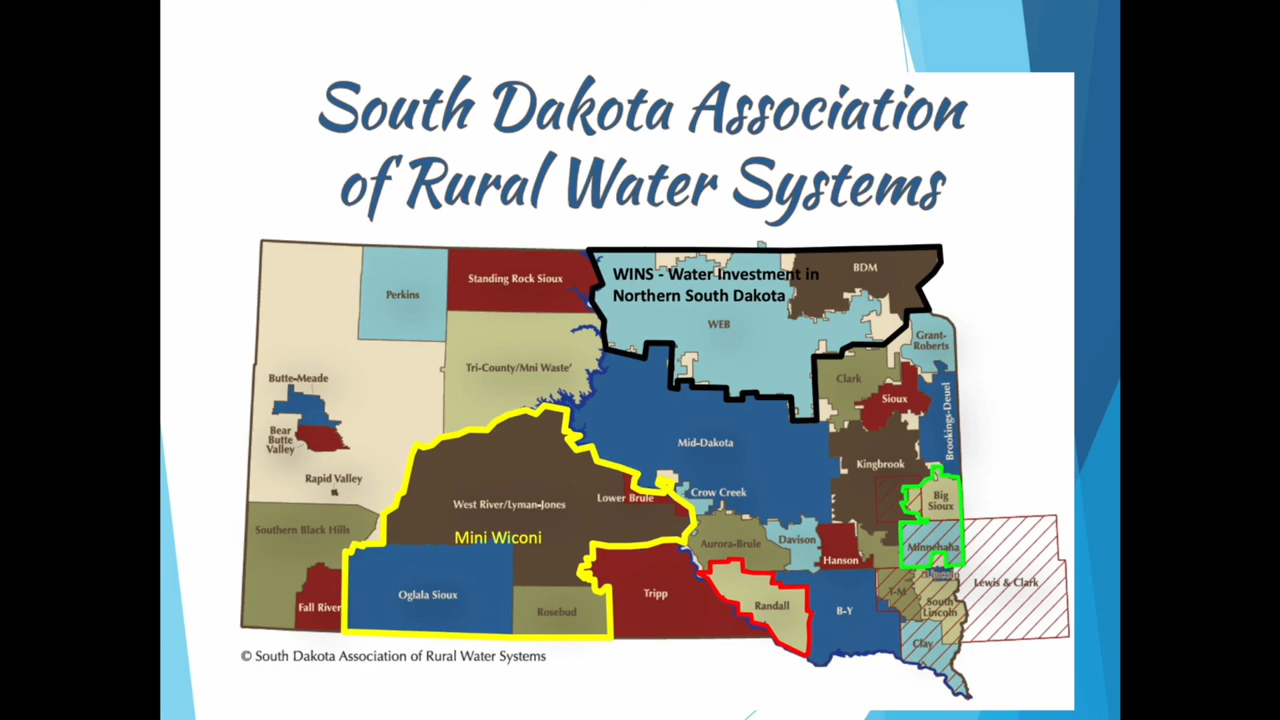 South Dakota Association
of Rural Water Systems
WINS - Water Investment in
Northern South Dakota
BDM
Standing Rock Sioux
Perkins
WEB
Grant-
Roberts
Tri-County/Mni Waste'
Butte-Meade
Clark
Sioux
Brookings-Deuel
Bear
Butte
Valley
Mid-Dakota
Kingbrook
Rapid Valley
West River/Lyman-Jones
Lower Brule
Crow Creek
Big
Sioux
Southern Black Hills
Mini Wiconi
Aurora-Brule
Davison
Hanson
Minnehaha
Lincoln
Lewis & Clark
Fall River
Oglala Sioux
Rosebud
Tripp
Randall
B-Y
T-M
South
Lincoln
Clay
© South Dakota Association of Rural Water Systems